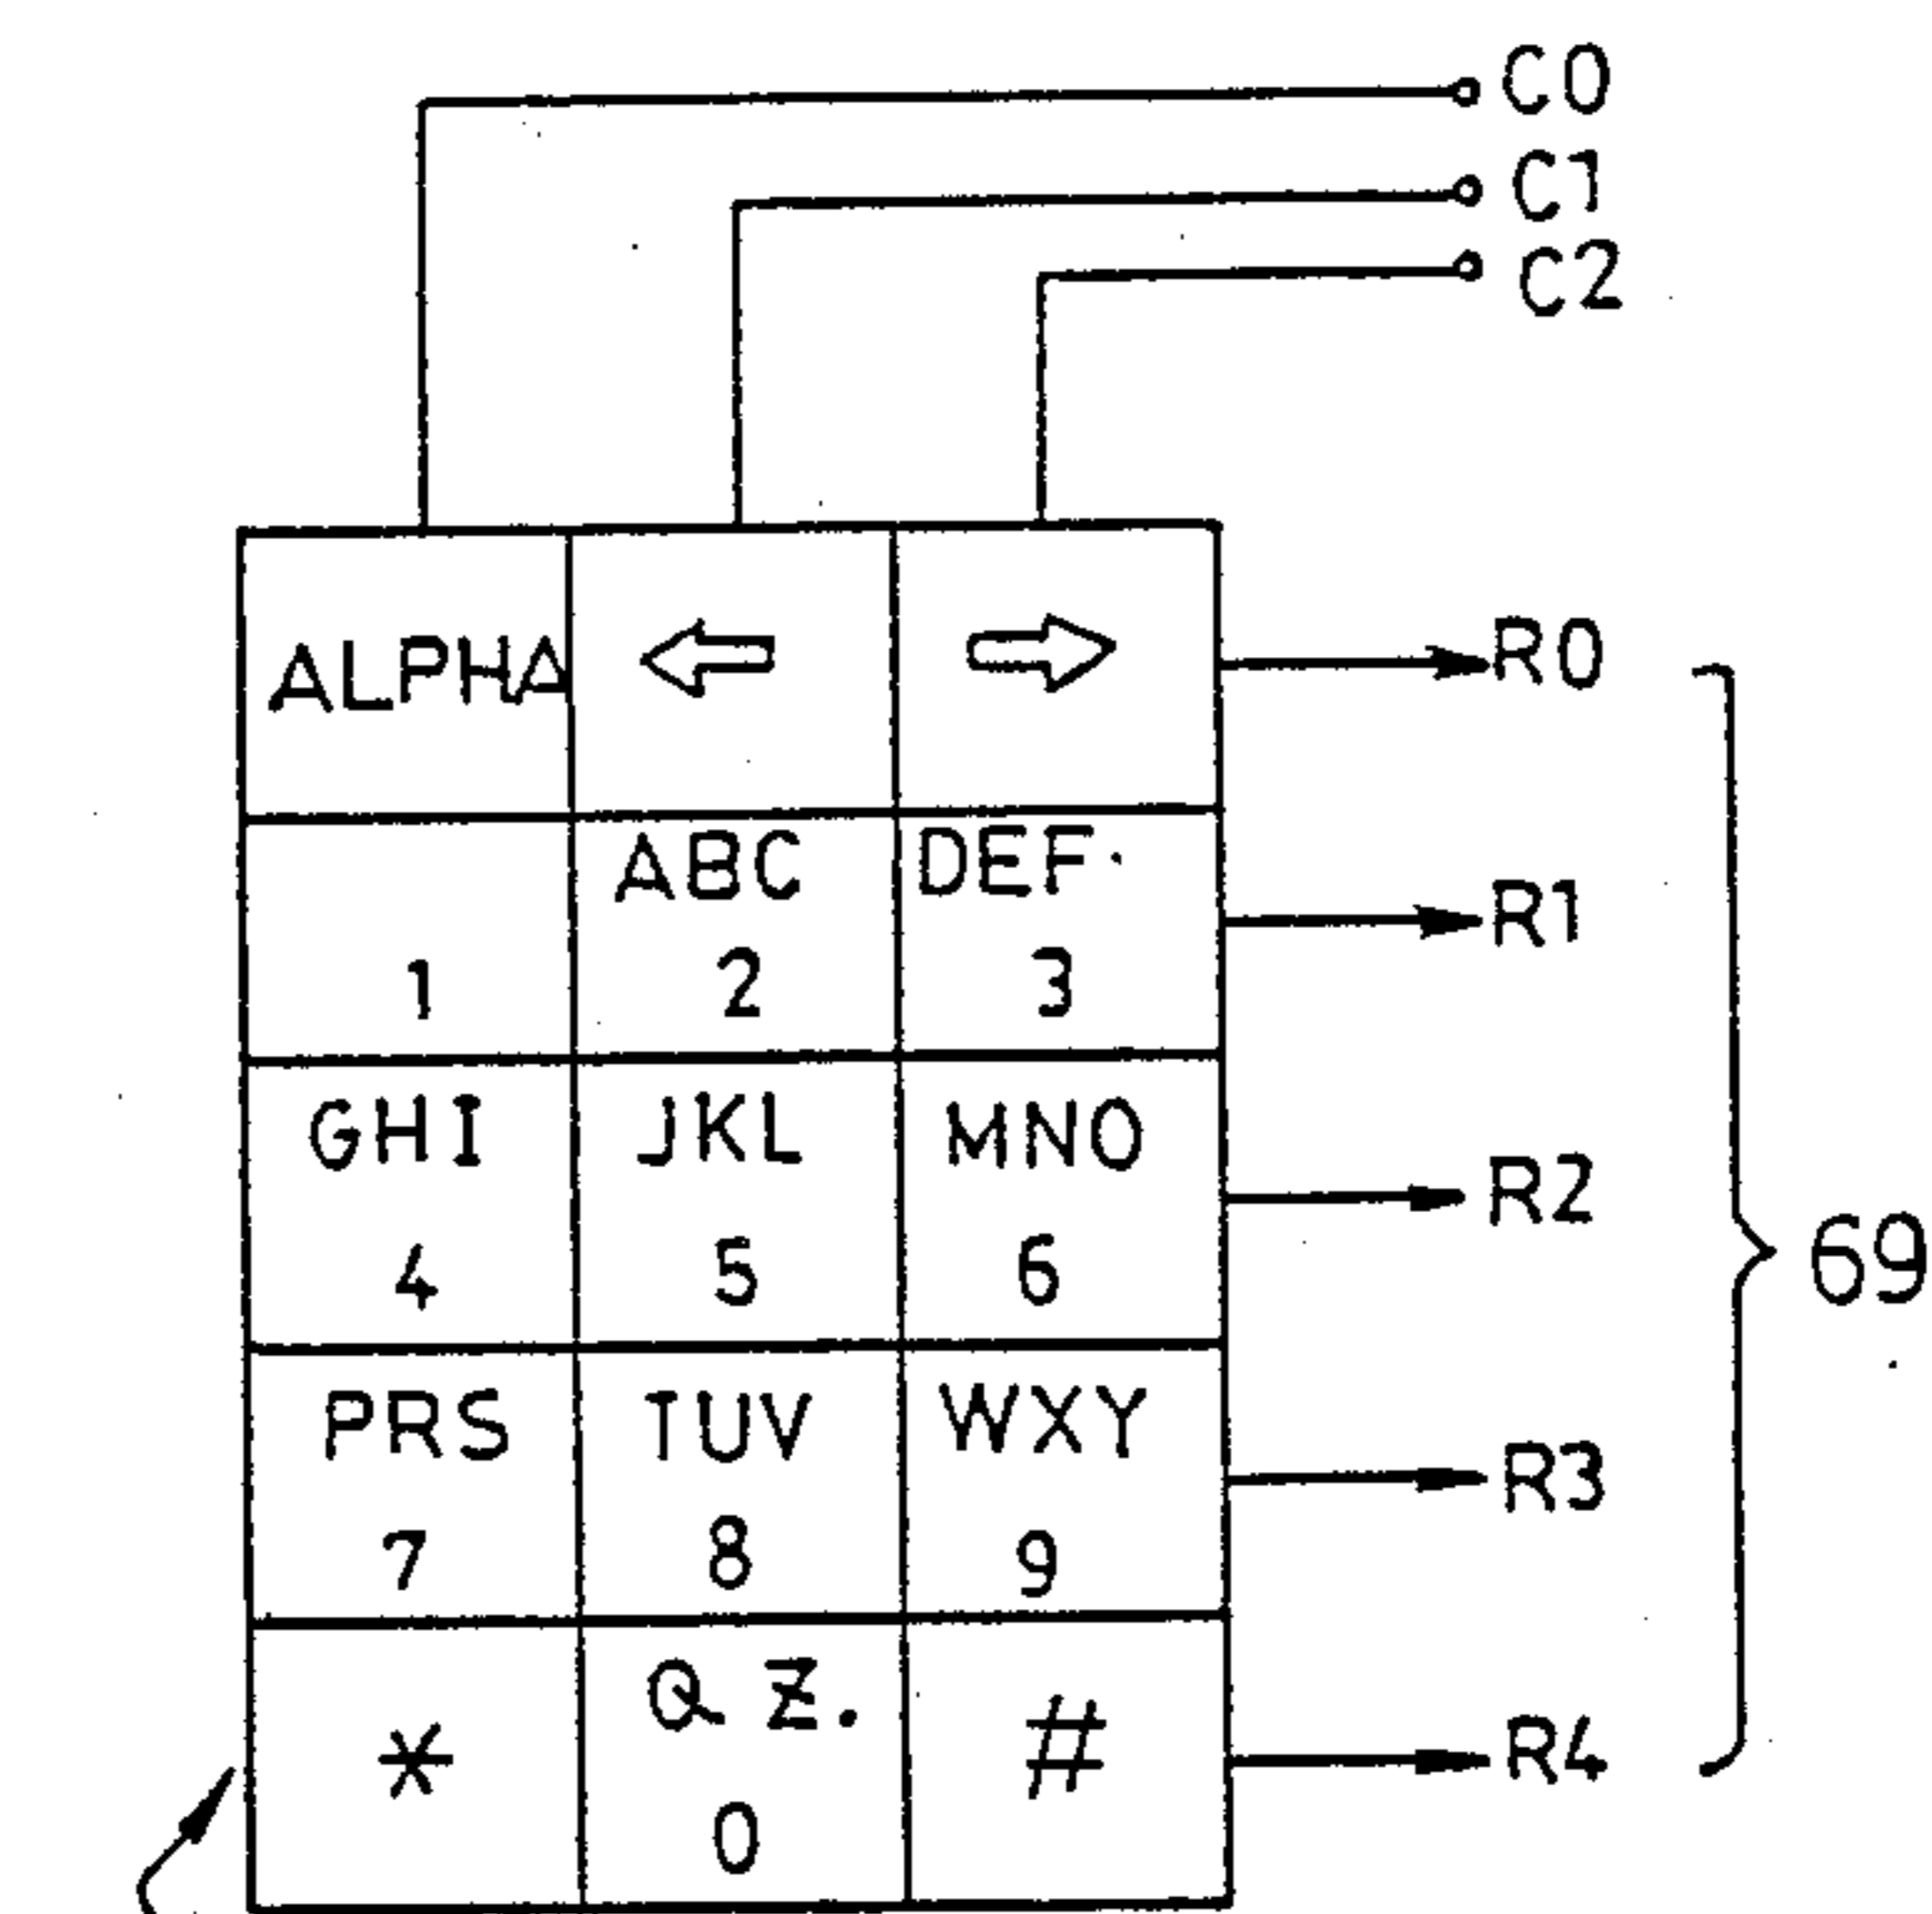 C0
C1
C2
ALPHA R0
ABC DEF R1
1 2 3
GHI JKL MNO R2
4 5 6
69
PRS TUV WXY R3
7 8 9
* Q Z. # R4
0